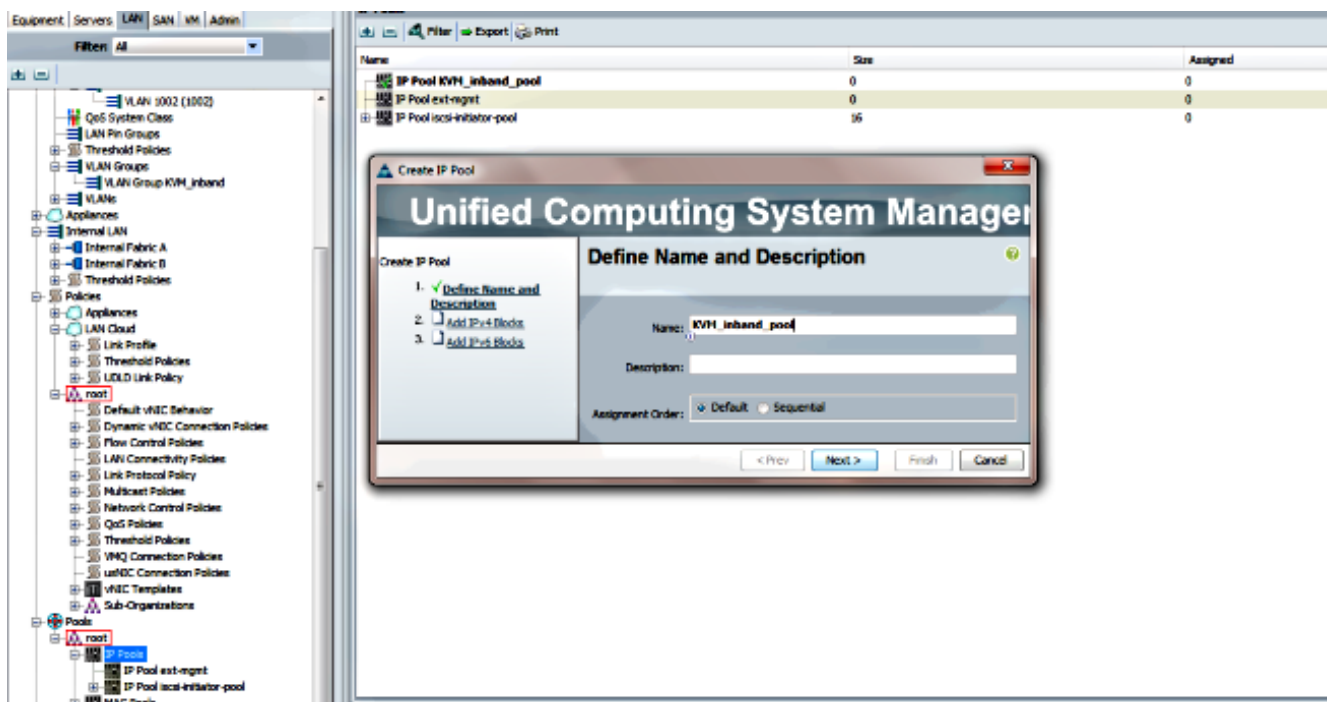 Equipment Servers LAN SAN VM Admin
Filter: All
VLAN 1002 (1002)
QoS System Class
LAN Pin Groups
Threshold Policies
VLAN Groups
VLAN Group KVM_inband
VLANs
Appliances
Internal LAN
Internal Fabric A
Internal Fabric B
Threshold Policies
Policies
Appliances
LAN Cloud
Link Profile
Threshold Policies
UDLD Link Policy
root
Default vNIC Behavior
Dynamic vNIC Connection Policies
Flow Control Policies
LAN Connectivity Policies
Link Protocol Policy
Multicast Policies
Network Control Policies
QoS Policies
Threshold Policies
VMQ Connection Policies
usNIC Connection Policies
vNIC Templates
Sub-Organizations
Pools
root
IP Pools
IP Pool ext-mgmt
IP Pool iscsi-initiator-pool
MAC Pools
IP Pools
Filter Export Print
Name Size Assigned
IP Pool KVM_inband_pool 0 0
IP Pool ext-mgmt 0 0
IP Pool iscsi-initiator-pool 16 0
Create IP Pool
Unified Computing System Manager
Create IP Pool
1. Define Name and
Description
2. Add IPv4 Blocks
3. Add IPv6 Blocks
Define Name and Description
Name: KVM_inband_pool
Description:
Assignment Order: Default Sequential
< Prev Next > Finish Cancel